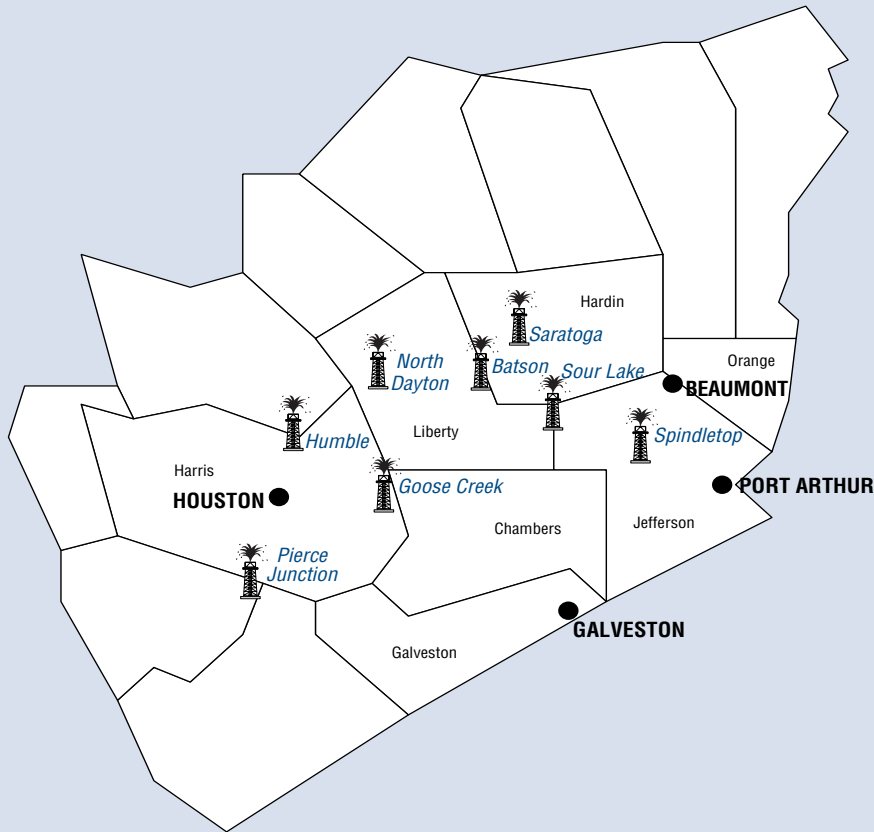 Hardin
Saratoga
North
Dayton
Batson
Sour Lake
Orange
BEAUMONT
Liberty
Humble
Spindletop
Harris
HOUSTON
Goose Creek
PORT ARTHUR
Chambers
Jefferson
Pierce
Junction
GALVESTON
Galveston